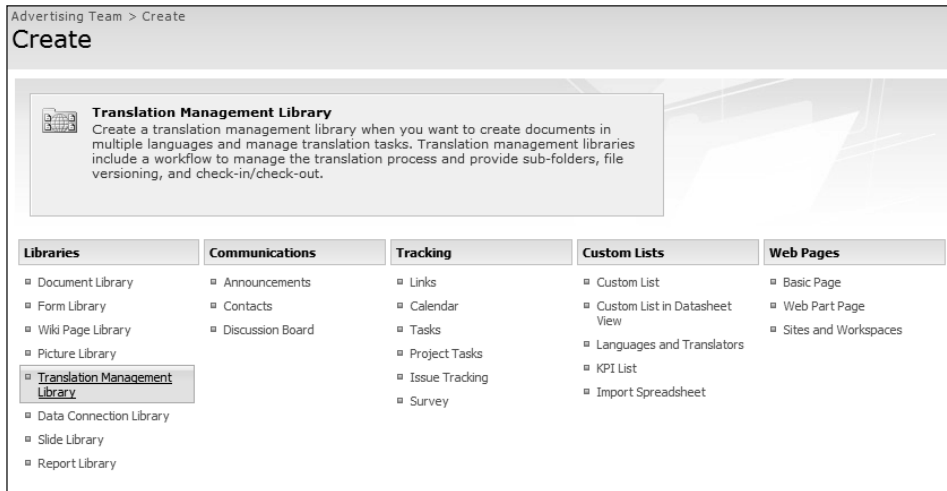 Advertising Team > Create
Create
Translation Management Library
Create a translation management library when you want to create documents in
multiple languages and manage translation tasks. Translation management libraries
include a workflow to manage the translation process and provide sub-folders, file
versioning, and check-in/check-out.
Libraries
Document Library
Form Library
Wiki Page Library
Picture Library
Translation Management
Library
Data Connection Library
Slide Library
Report Library
Communications
Announcements
Contacts
Discussion Board
Tracking
Links
Calendar
Tasks
Project Tasks
Issue Tracking
Survey
Custom Lists
Custom List
Custom List in Datasheet
View
Languages and Translators
KPI List
Import Spreadsheet
Web Pages
Basic Page
Web Part Page
Sites and Workspaces